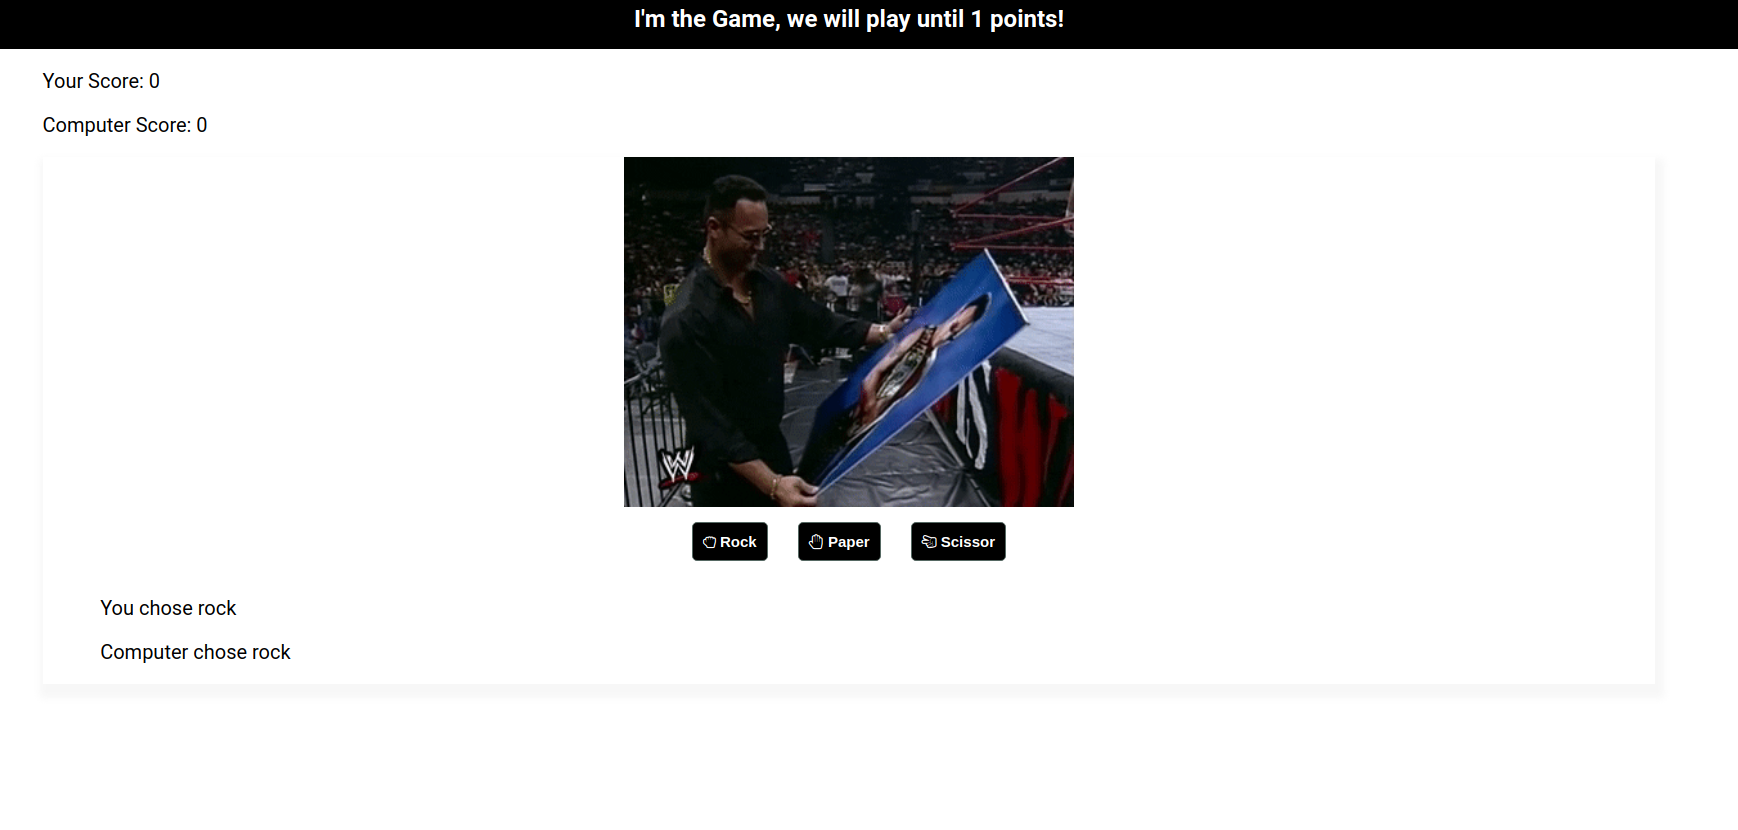 I'm the Game, we will play until 1 points!
Your Score: 0
Computer Score: 0
W
Rock
Paper
Scissor
You chose rock
Computer chose rock